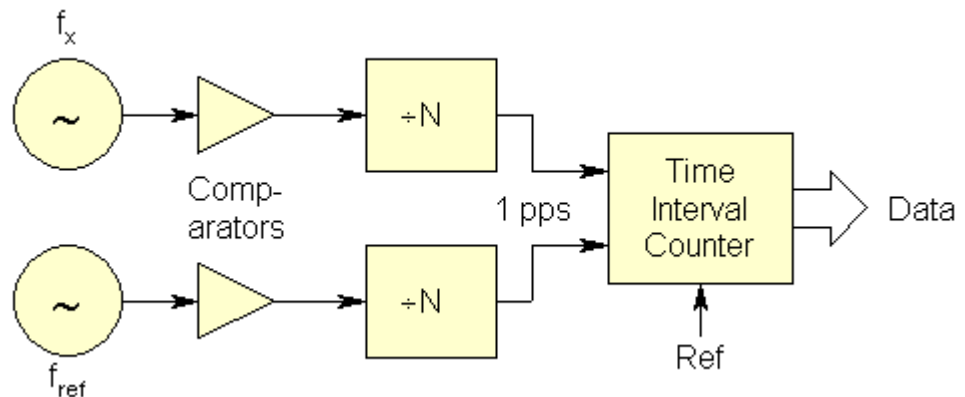 fx
~
÷N
Comp-
arators
1 pps
Time
Interval
Counter
Data
~
÷N
fref
Ref